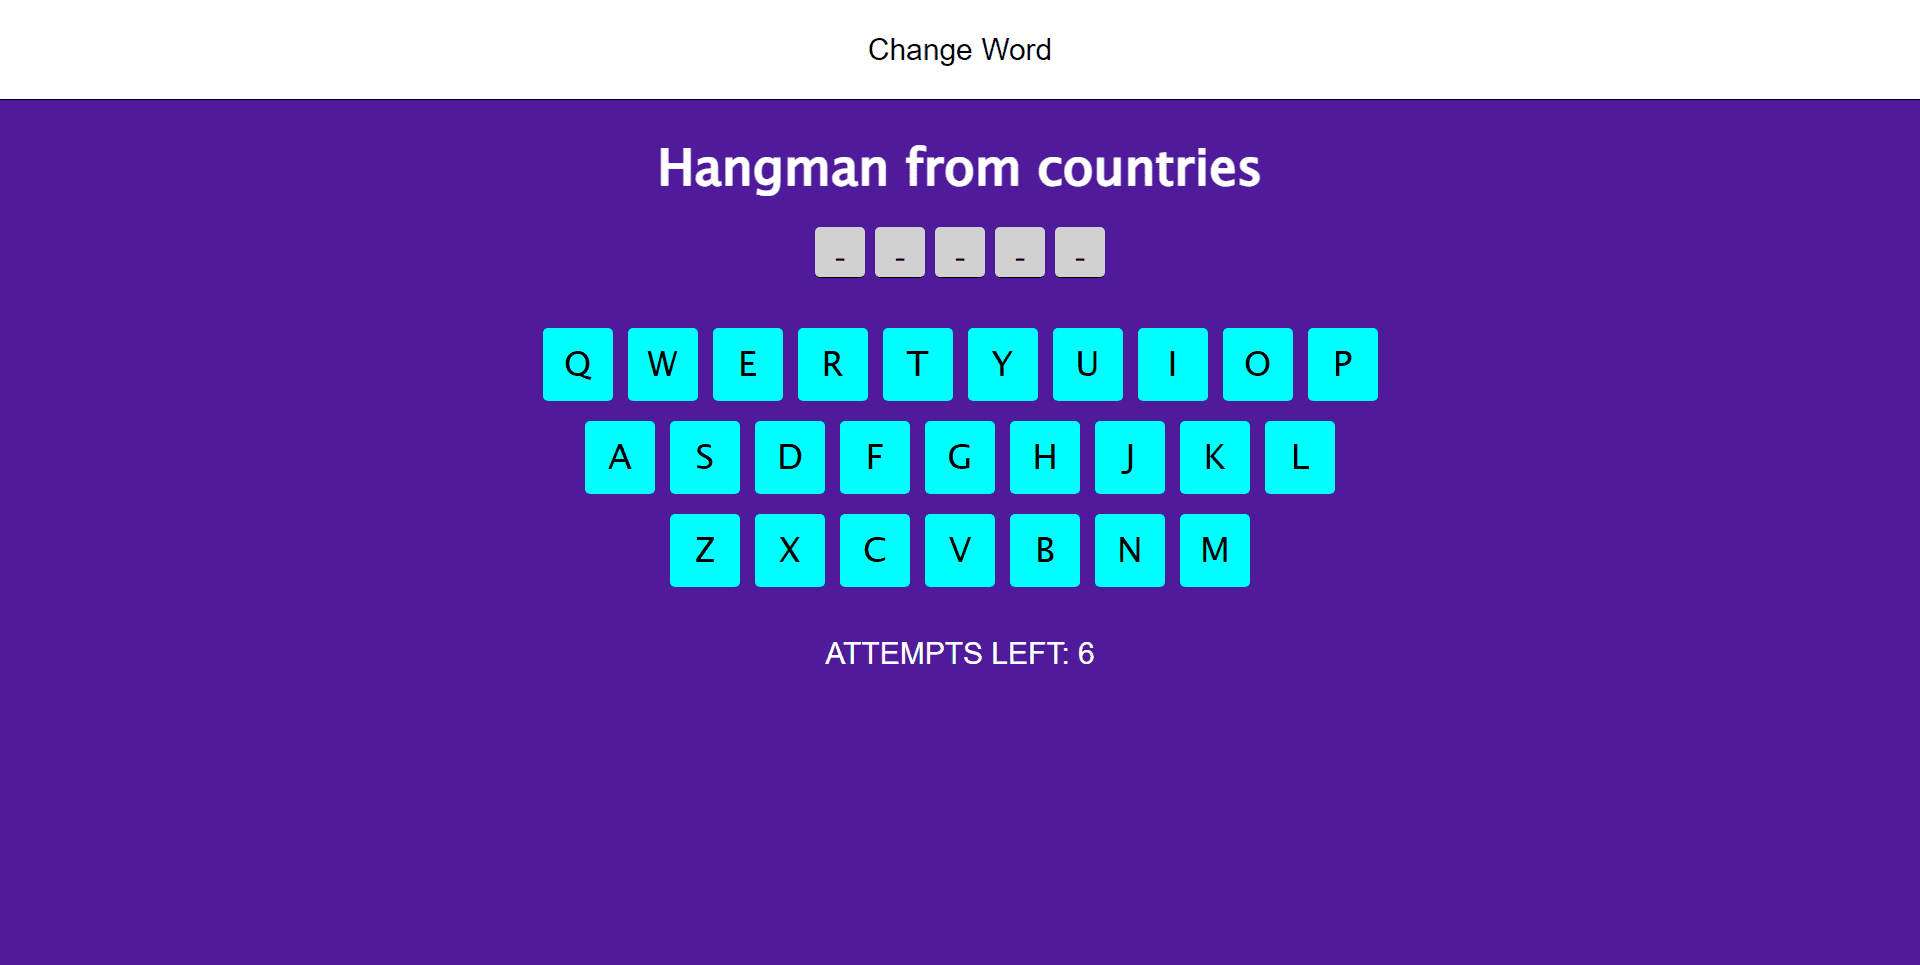 Change Word
Hangman from countries
- - - - -
Q W E R T Y U I O P
A S D F G H J K L
Z X C V B N M
ATTEMPTS LEFT: 6